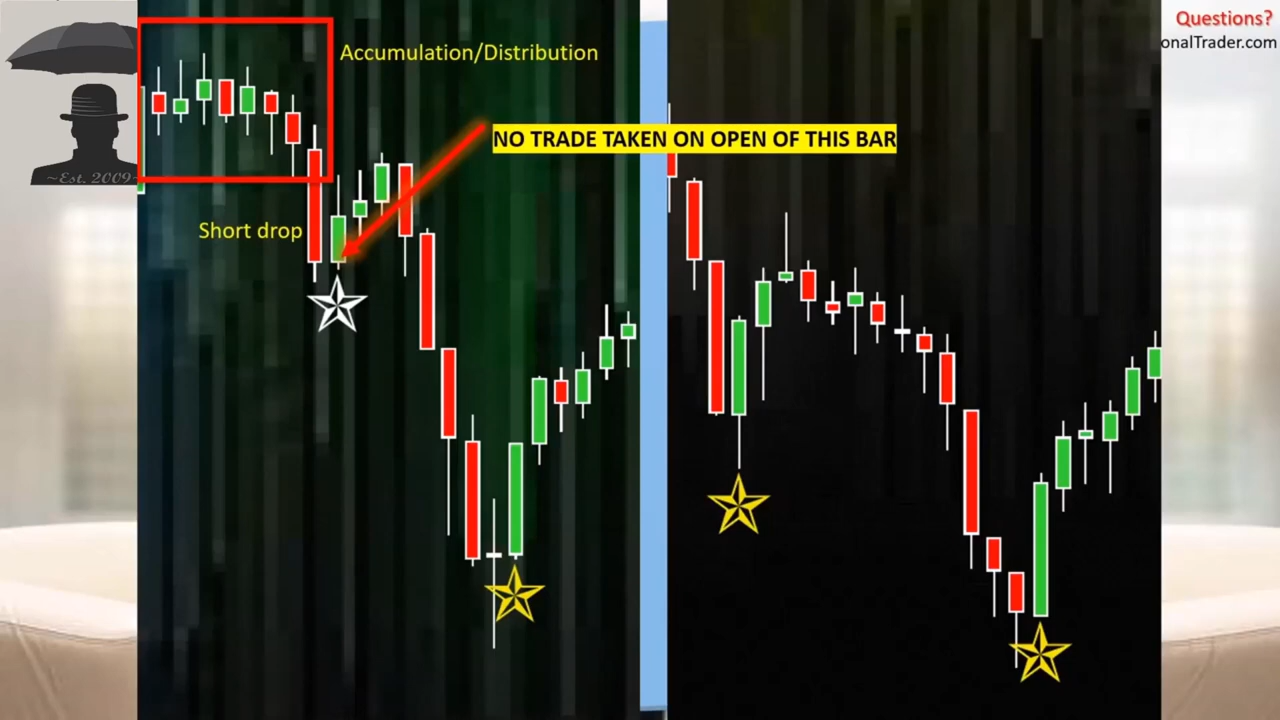 Questions?
onalTrader.com
Accumulation/Distribution
NO TRADE TAKEN ON OPEN OF THIS BAR
~Est. 2009~
Short drop